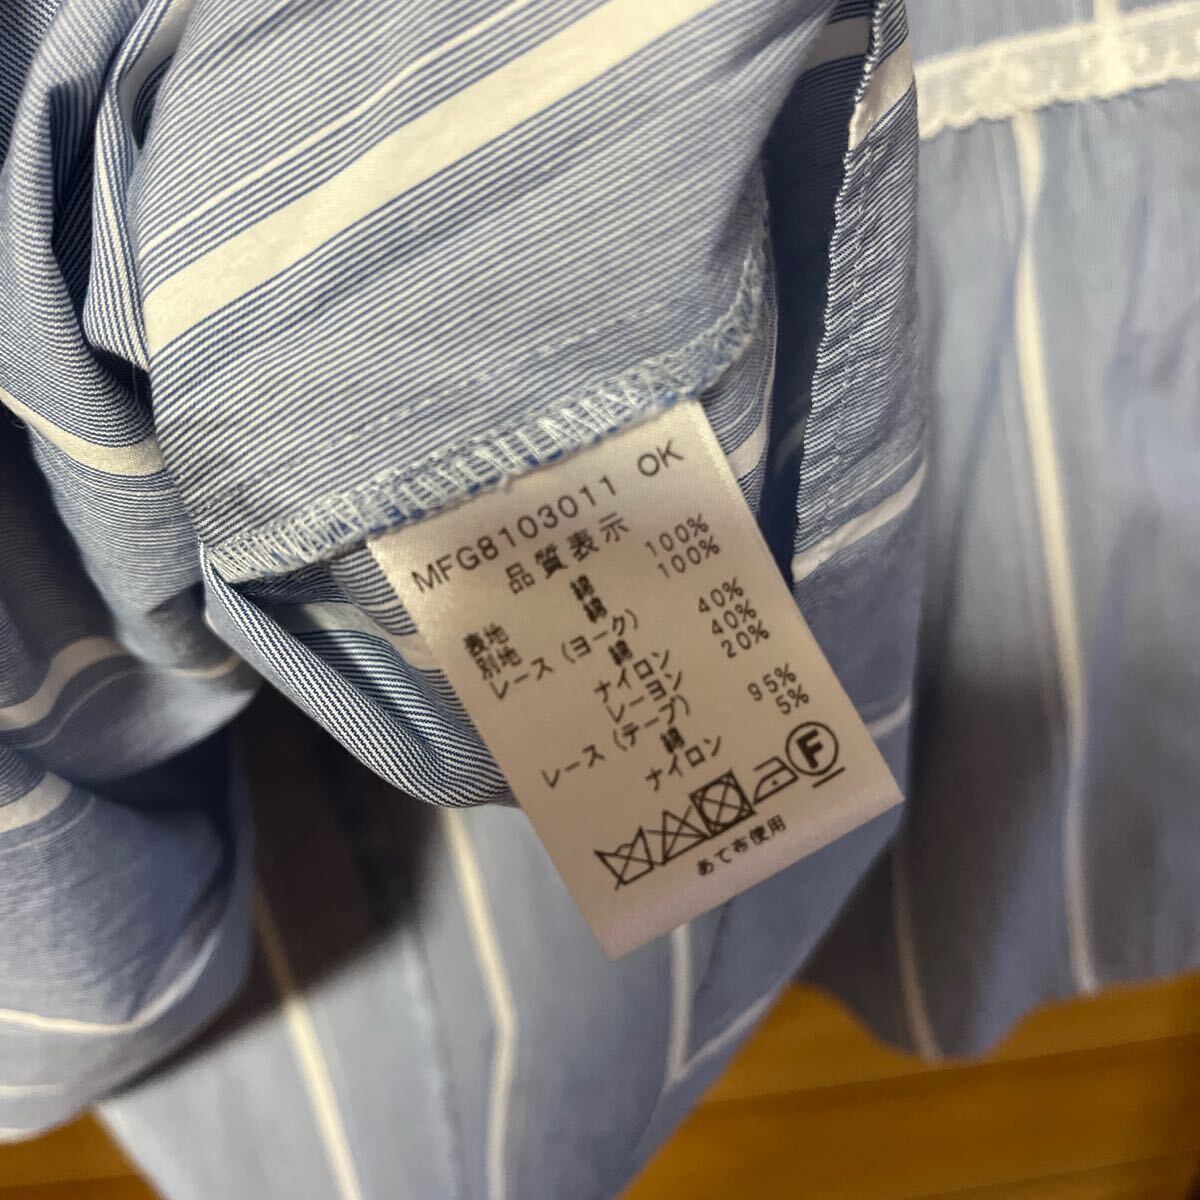 MFG8103011 OK
品質表示
表地 綿 100%
別地 綿 100%
レース(ヨーク)
綿 40%
ナイロン 40%
レーヨン 20%
レース(テープ)
綿 95%
ナイロン 5%
F
あて布使用